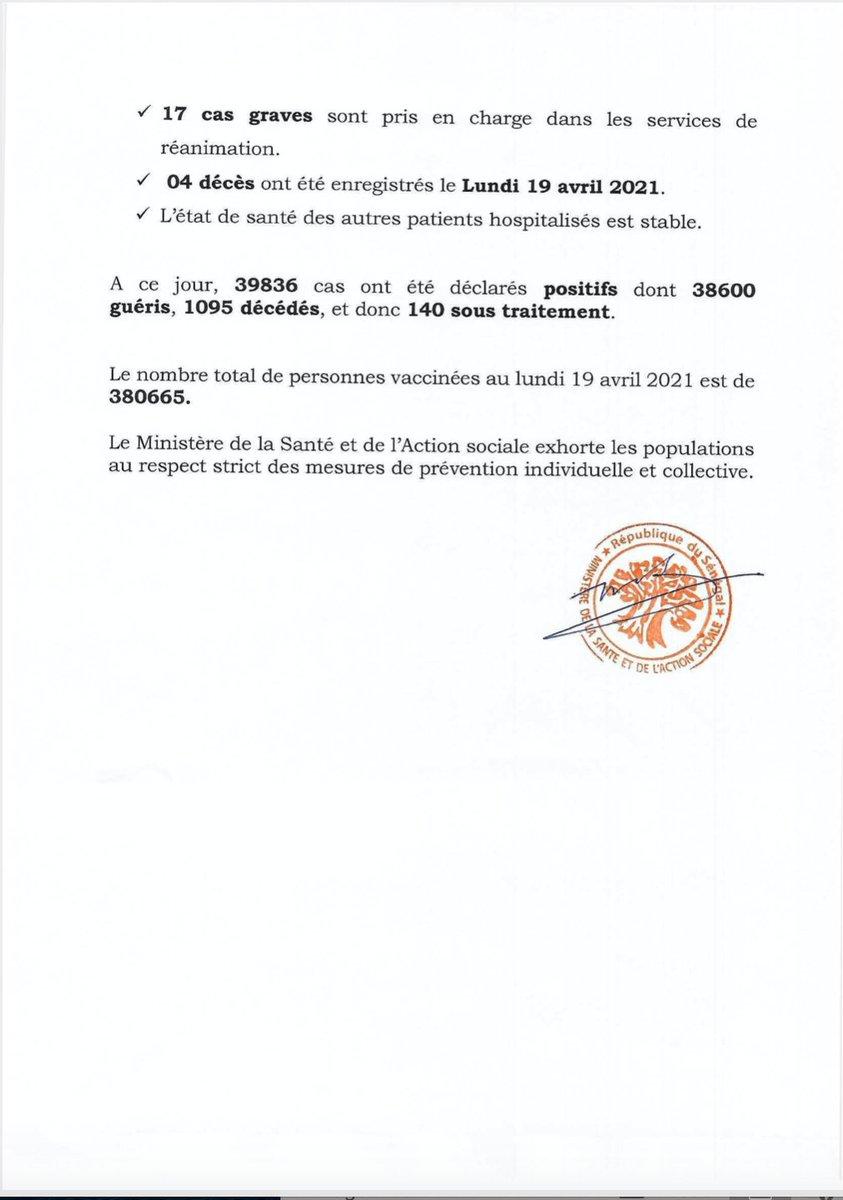 ✓ 17 cas graves sont pris en charge dans les services de
réanimation.
✓ 04 décès ont été enregistrés le Lundi 19 avril 2021.
✓ L'état de santé des autres patients hospitalisés est stable.
A ce jour, 39836 cas ont été déclarés positifs dont 38600
guéris, 1095 décédés, et donc 140 sous traitement.
Le nombre total de personnes vaccinées au lundi 19 avril 2021 est de
380665.
Le Ministère de la Santé et de l'Action sociale exhorte les populations
au respect strict des mesures de prévention individuelle et collective.
★ République du Sénégal ★
MINISTÈRE DE LA SANTE ET DE L'ACTION SOCIALE